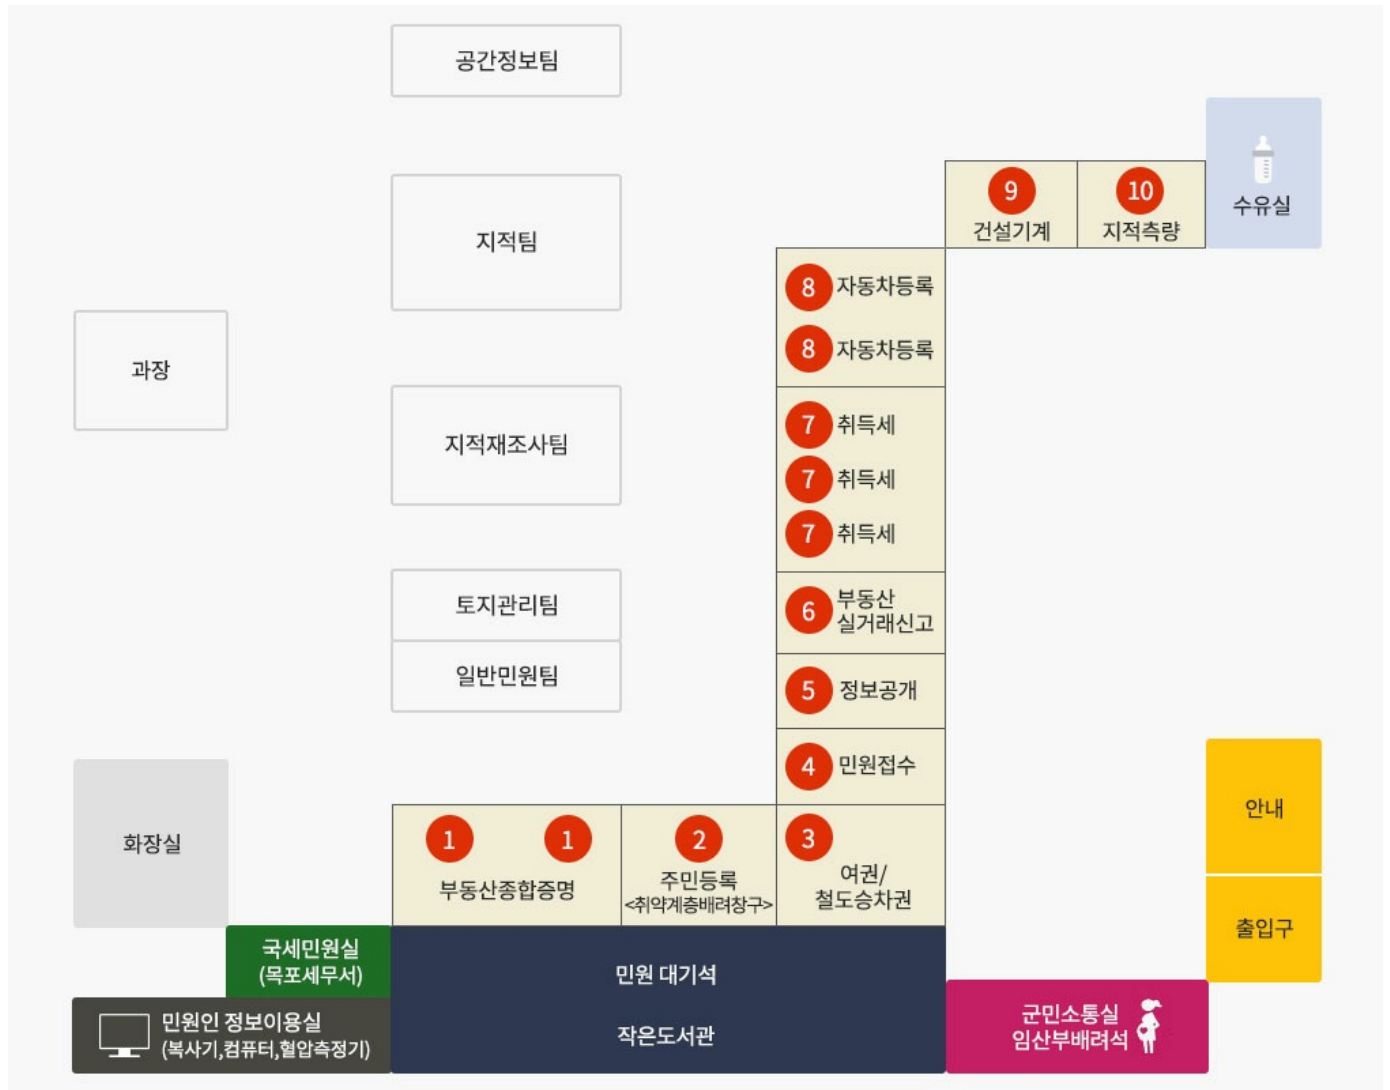 공간정보팀
지적팀
과장
지적재조사팀
토지관리팀
일반민원팀
화장실
9
건설기계
10
지적측량
수유실
8 자동차등록
8 자동차등록
7 취득세
7 취득세
7 취득세
6 부동산
실거래신고
5 정보공개
4 민원접수
1 1
부동산종합증명
2
주민등록
<취약계층배려창구>
3
여권/
철도승차권
안내
출입구
국세민원실
(목포세무서)
민원인 정보이용실
(복사기,컴퓨터,혈압측정기)
민원 대기석
작은도서관
군민소통실
임산부배려석